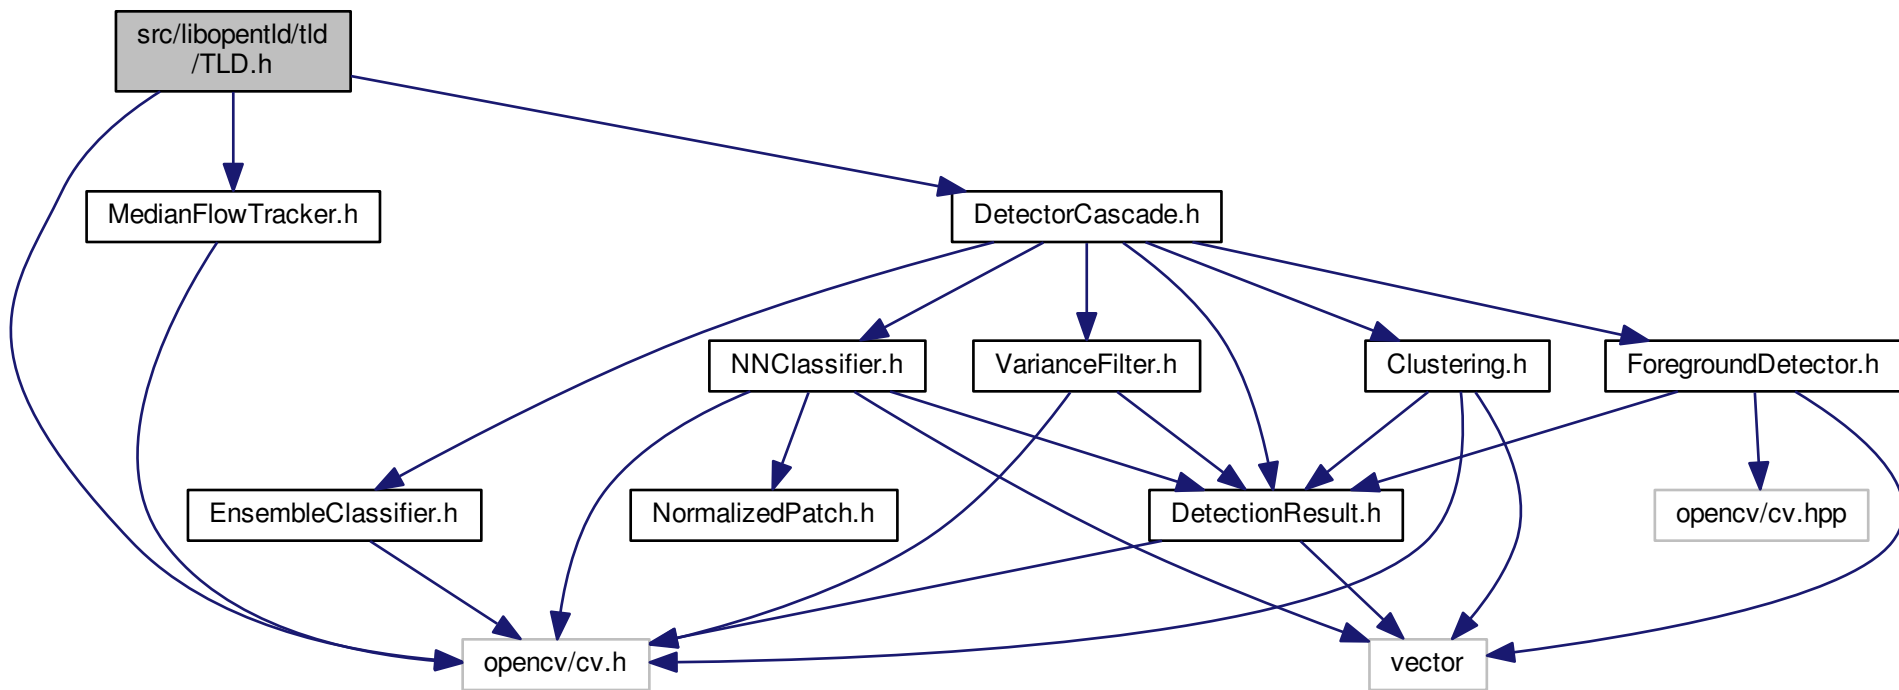 src/libopentld/tld
/TLD.h
MedianFlowTracker.h
DetectorCascade.h
NNClassifier.h
VarianceFilter.h
Clustering.h
ForegroundDetector.h
EnsembleClassifier.h
NormalizedPatch.h
DetectionResult.h
opencv/cv.hpp
opencv/cv.h
vector